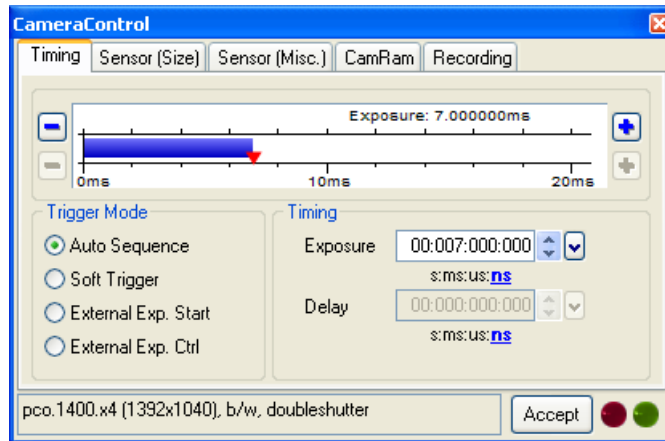 CameraControl
Timing Sensor (Size) Sensor (Misc.) CamRam Recording
Exposure: 7.000000ms
0ms 10ms 20ms
Trigger Mode
Auto Sequence
Soft Trigger
External Exp. Start
External Exp. Ctrl
Timing
Exposure 00:007:000:000
s:ms:us:ns
Delay 00:000:000:000
s:ms:us:ns
pco.1400.x4 (1392x1040), b/w, doubleshutter
Accept